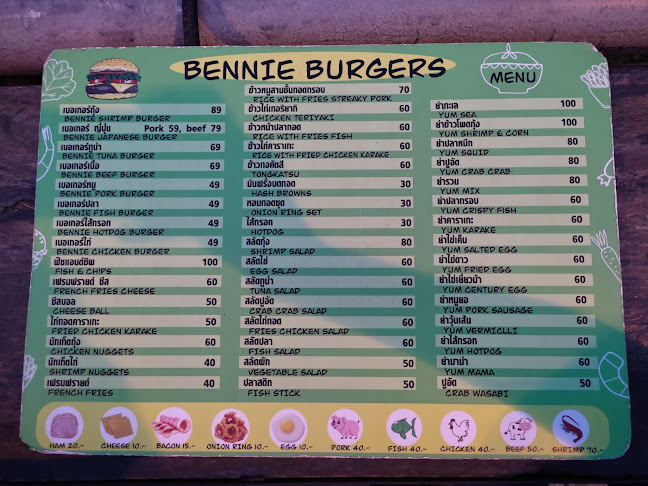 BENNIE BURGERS
MENU
เบอเกอร์กุ้ง 89
BENNIE SHRIMP BURGER
เบอเกอร์ ญี่ปุ่น Pork 59, beef 79
BENNIE JAPANESE BURGER
เบอเกอร์ทูน่า 69
BENNIE TUNA BURGER
เบอเกอร์เนื้อ 69
BENNIE BEEF BURGER
เบอเกอร์หมู 49
BENNIE PORK BURGER
เบอเกอร์ปลา 49
BENNIE FISH BURGER
เบอเกอร์ไส้กรอก 49
BENNIE HOTDOG BURGER
เบอเกอร์ไก่ 49
BENNIE CHICKEN BURGER
ฟิชแอนด์ชิพ 100
FISH & CHIPS
เฟรนฟรายด์ ชีส 60
FRENCH FRIES CHEESE
ชีสบอล 50
CHEESE BALL
ไก่ทอดคาราเกะ 50
FRIED CHICKEN KARAKE
นักเก็ตกุ้ง 60
CHICKEN NUGGETS
นักเก็ตไก่ 40
SHRIMP NUGGETS
เฟรนฟรายด์ 40
FRENCH FRIES
ข้าวหมูสามชั้นทอดกรอบ 70
RICE WITH FRIES STREAKY PORK
ข้าวไก่เทอริยากิ 60
CHICKEN TERIYAKI
ข้าวหน้าปลาทอด 60
RICE WITH FRIES FISH
ข้าวไก่คาราเกะ 60
RICE WITH FRIED CHICKEN KARAKE
ข้าวทงคัตสึ 60
TONGKATSU
มันฝรั่งบดทอด 30
HASH BROWNS
หอมทอดชุด 30
ONION RING SET
ไส้กรอก 30
HOTDOG
สลัดกุ้ง 80
SHRIMP SALAD
สลัดไข่ 60
EGG SALAD
สลัดทูน่า 60
TUNA SALAD
สลัดปูอัด 60
CRAB CRAB SALAD
สลัดไก่ทอด 60
FRIES CHICKEN SALAD
สลัดปลา 60
FISH SALAD
สลัดผัก 50
VEGETABLE SALAD
ปลาสติก 50
FISH STICK
ยำทะเล 100
YUM SEA
ยำข้าวโพดกุ้ง 100
YUM SHRIMP & CORN
ยำปลาหมึก 80
YUM SQUID
ยำปูอัด 80
YUM CRAB CRAB
ยำรวม 80
YUM MIX
ยำปลากรอบ 60
YUM CRISPY FISH
ยำคาราเกะ 60
YUM KARAKE
ยำไข่เค็ม 60
YUM SALTED EGG
ยำไข่ดาว 60
YUM FRIED EGG
ยำไข่เยี่ยวม้า 60
YUM CENTURY EGG
ยำหมูยอ 60
YUM PORK SAUSAGE
ยำวุ้นเส้น 60
YUM VERMICLLI
ยำไส้กรอก 60
YUM HOTDOG
ยำมาม่า 60
YUM MAMA
ปูอัด 50
CRAB WASABI
HAM 20.- CHEESE 10.- BACON 15.- ONION RING 10.- EGG 10.- PORK 40.- FISH 40.- CHICKEN 40.- BEEF 50.- SHRIMP 70.-